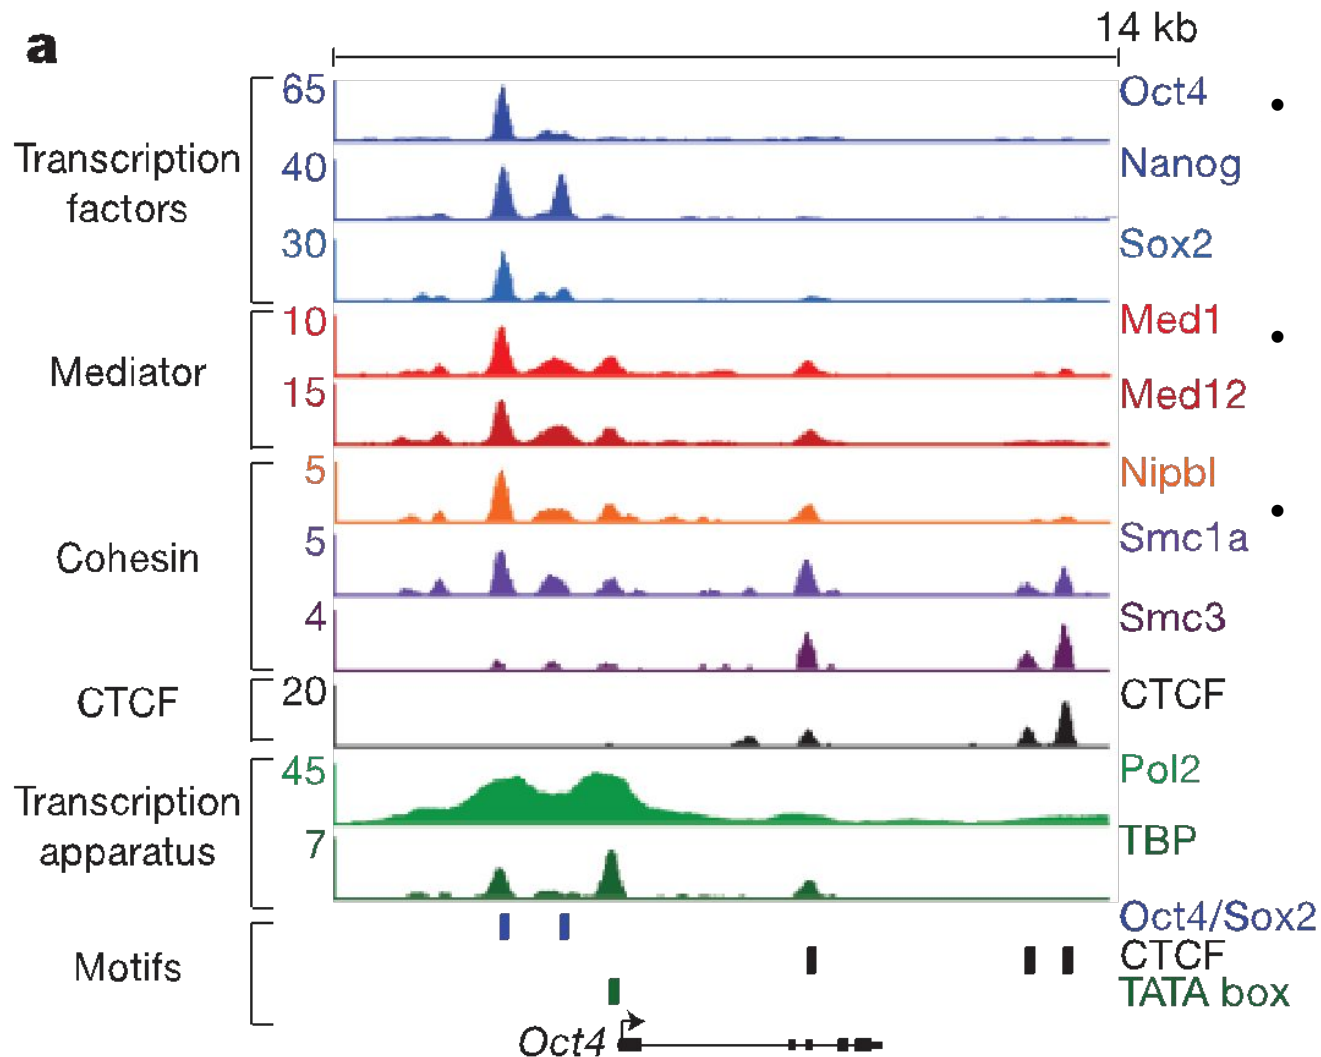 a
14 kb
Transcription
factors
65
Oct4
•
40
Nanog
30
Sox2
Mediator
10
Med1
•
15
Med12
Cohesin
5
Nipbl
•
5
Smc1a
4
Smc3
CTCF
20
CTCF
Transcription
apparatus
45
Pol2
7
TBP
Motifs
Oct4/Sox2
CTCF
TATA box
Oct4